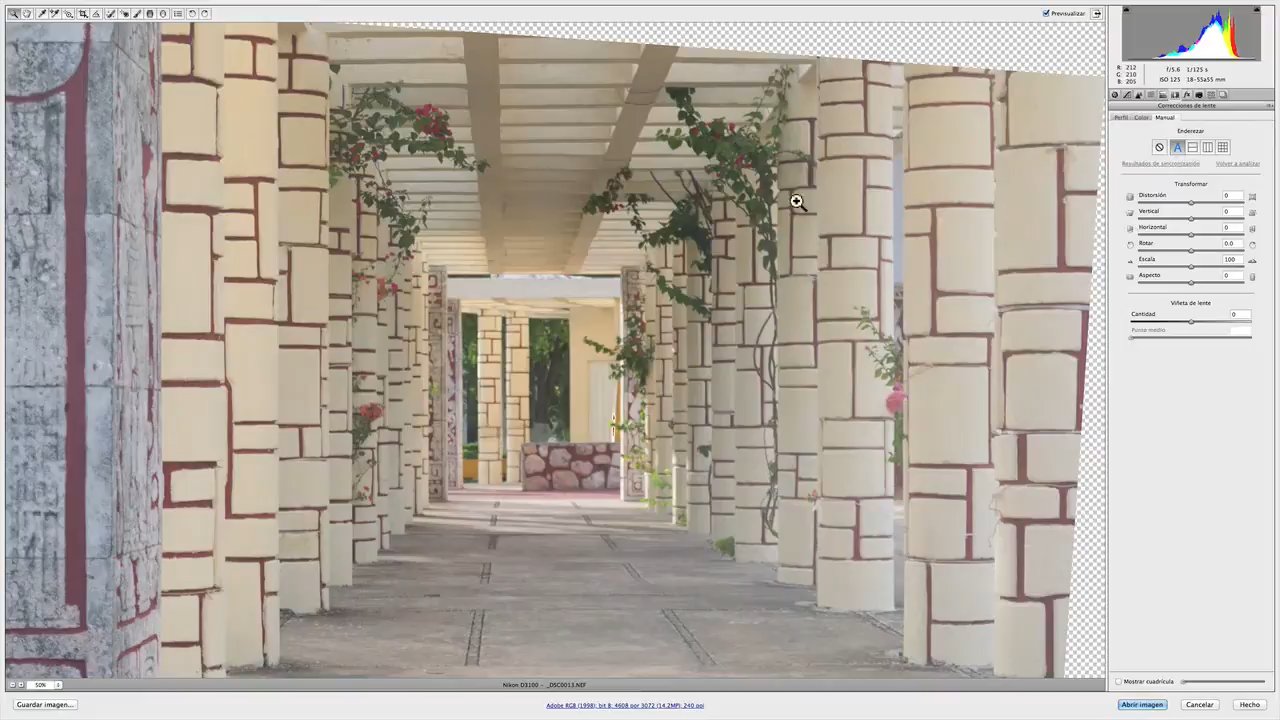 Previsualizar
R: 212
G: 210
B: 205
f/5.6 1/125 s
ISO 125 18-55a55 mm
Correcciones de lente
Perfil Color Manual
Enderezar
A
Resultados de sincronización Volver a analizar
Transformar
Distorsión 0
Vertical 0
Horizontal 0
Rotar 0.0
Escala 100
Aspecto 0
Viñeta de lente
Cantidad 0
Punto medio
Mostrar cuadrícula
50%
Nikon D3100 - _DSC0013.NEF
Guardar imagen...
Adobe RGB (1998); bit 8; 4608 por 3072 (14.2MP); 240 ppi
Abrir imagen Cancelar Hecho